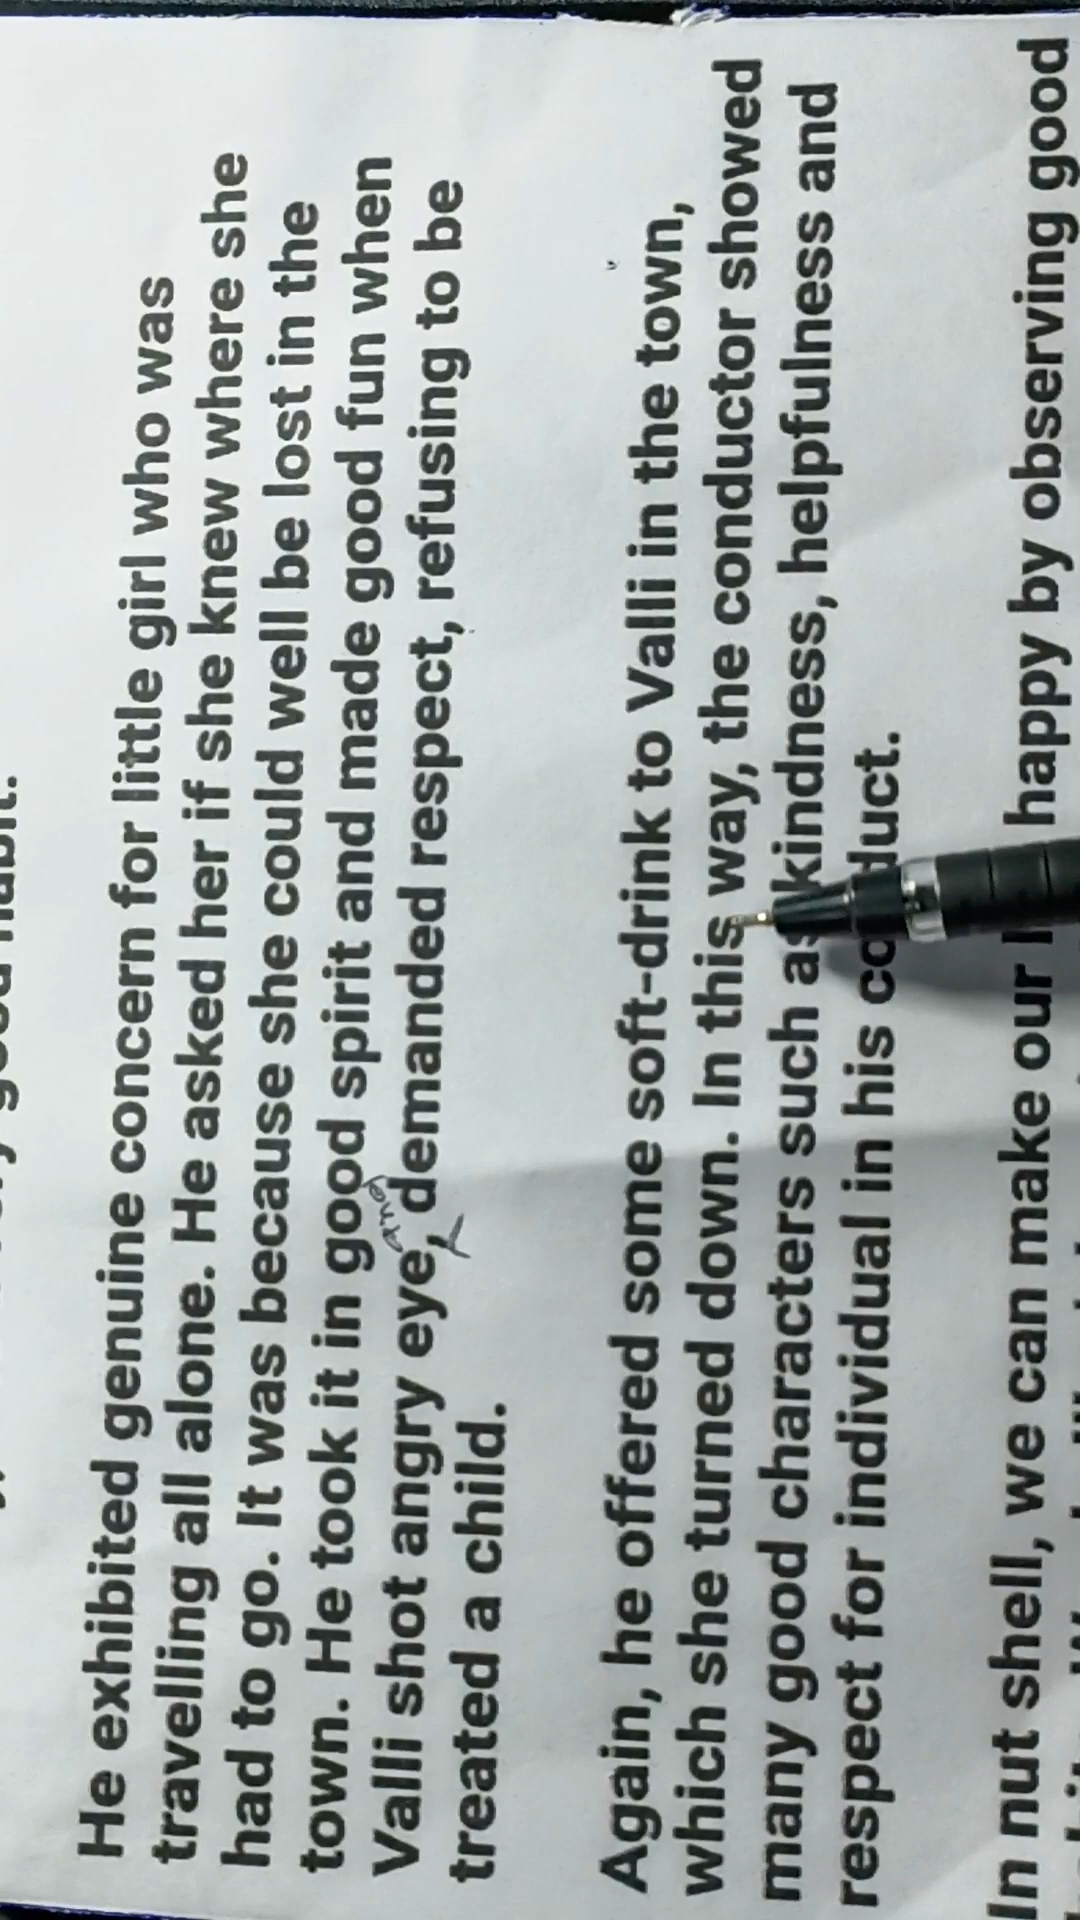 He exhibited genuine concern for little girl who was
travelling all alone. He asked her if she knew where she
had to go. It was because she could well be lost in the
town. He took it in good spirit and made good fun when
and
Valli shot angry eye, demanded respect, refusing to be
treated a child.
Again, he offered some soft-drink to Valli in the town,
which she turned down. In this way, the conductor showed
many good characters such as kindness, helpfulness and
respect for individual in his conduct.
In nut shell, we can make our happy by observing good